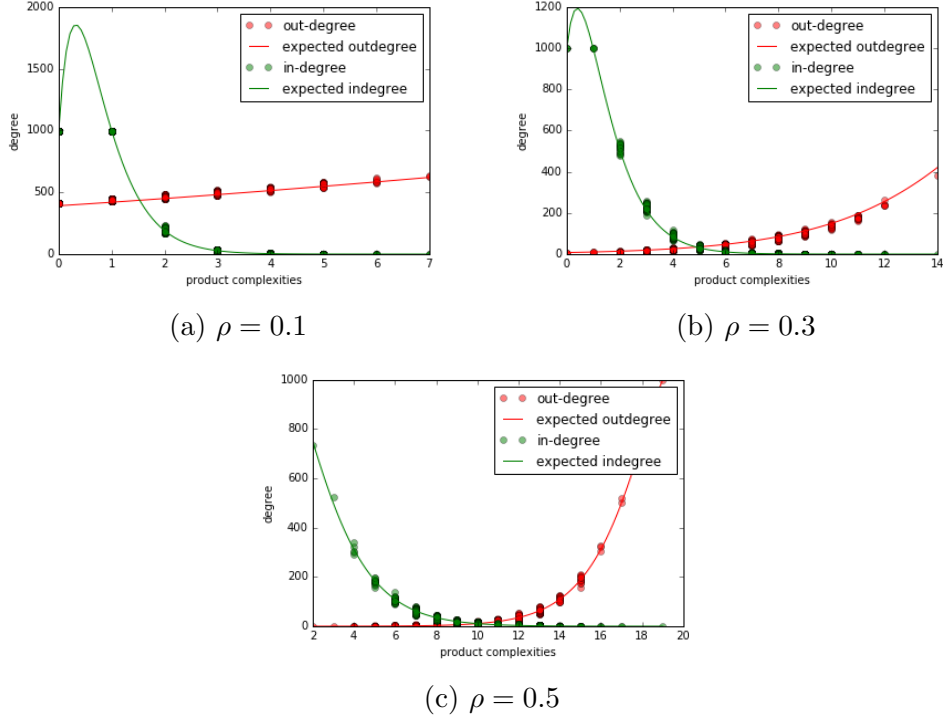 2000
1500
1000
500
0
degree
out-degree
expected outdegree
in-degree
expected indegree
0 1 2 3 4 5 6 7
product complexities
(a) ρ = 0.1
1200
1000
800
600
400
200
0
degree
out-degree
expected outdegree
in-degree
expected indegree
0 2 4 6 8 10 12 14
product complexities
(b) ρ = 0.3
1000
800
600
400
200
0
degree
out-degree
expected outdegree
in-degree
expected indegree
2 4 6 8 10 12 14 16 18 20
product complexities
(c) ρ = 0.5